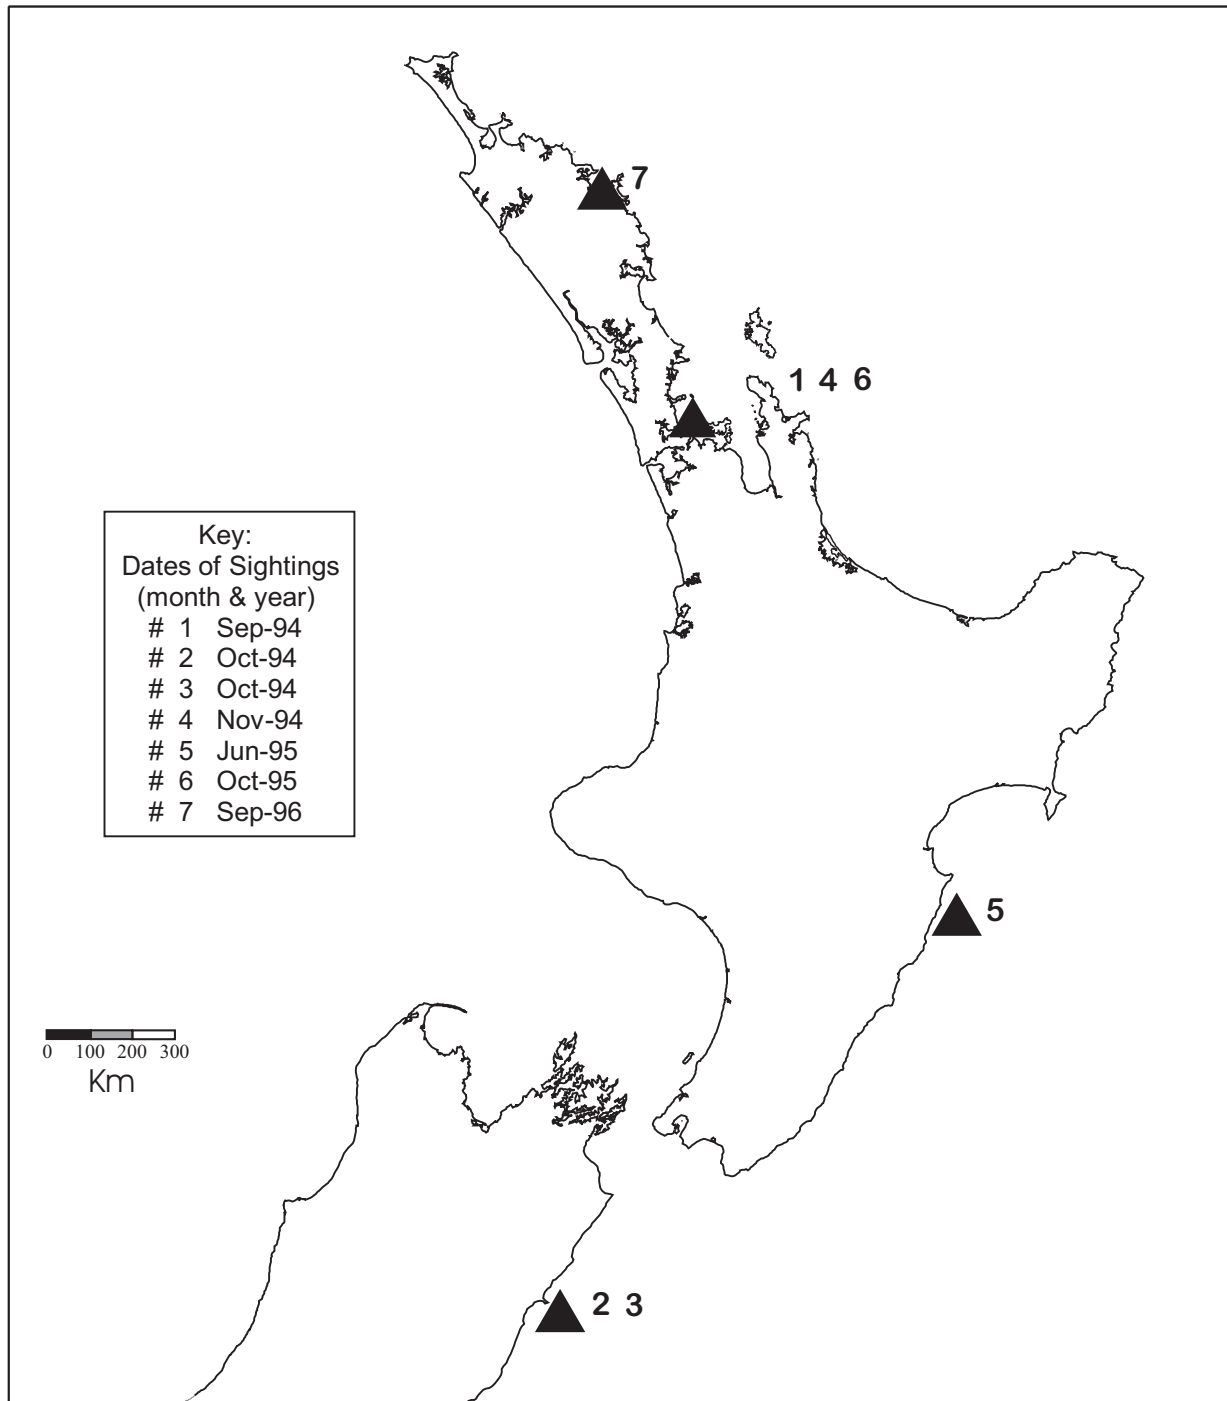 7
1 4 6
Key:
Dates of Sightings
(month & year)
# 1 Sep-94
# 2 Oct-94
# 3 Oct-94
# 4 Nov-94
# 5 Jun-95
# 6 Oct-95
# 7 Sep-96
5
0 100 200 300
Km
2 3